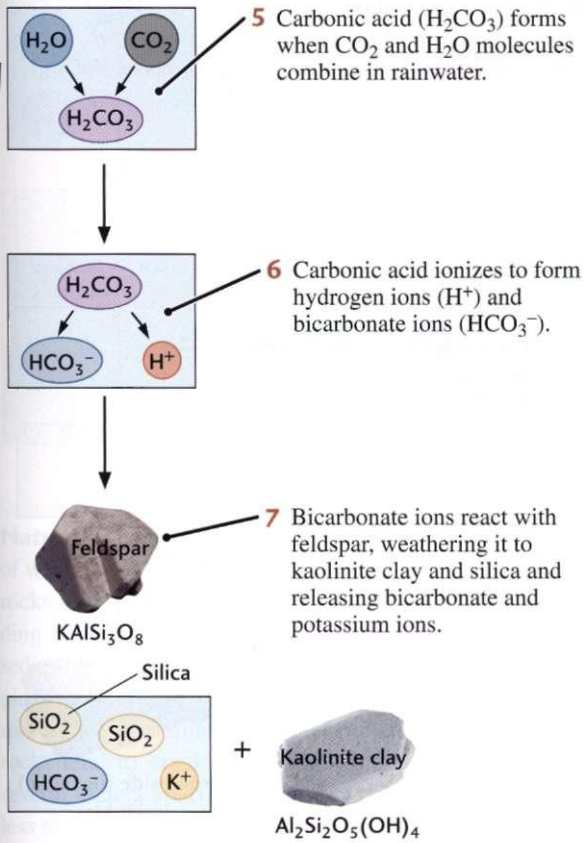 H₂O
CO₂
H₂CO₃
5 Carbonic acid (H₂CO₃) forms
when CO₂ and H₂O molecules
combine in rainwater.
H₂CO₃
HCO₃⁻
H⁺
6 Carbonic acid ionizes to form
hydrogen ions (H⁺) and
bicarbonate ions (HCO₃⁻).
Feldspar
KAlSi₃O₈
7 Bicarbonate ions react with
feldspar, weathering it to
kaolinite clay and silica and
releasing bicarbonate and
potassium ions.
Silica
SiO₂
SiO₂
HCO₃⁻
K⁺
+
Kaolinite clay
Al₂Si₂O₅(OH)₄